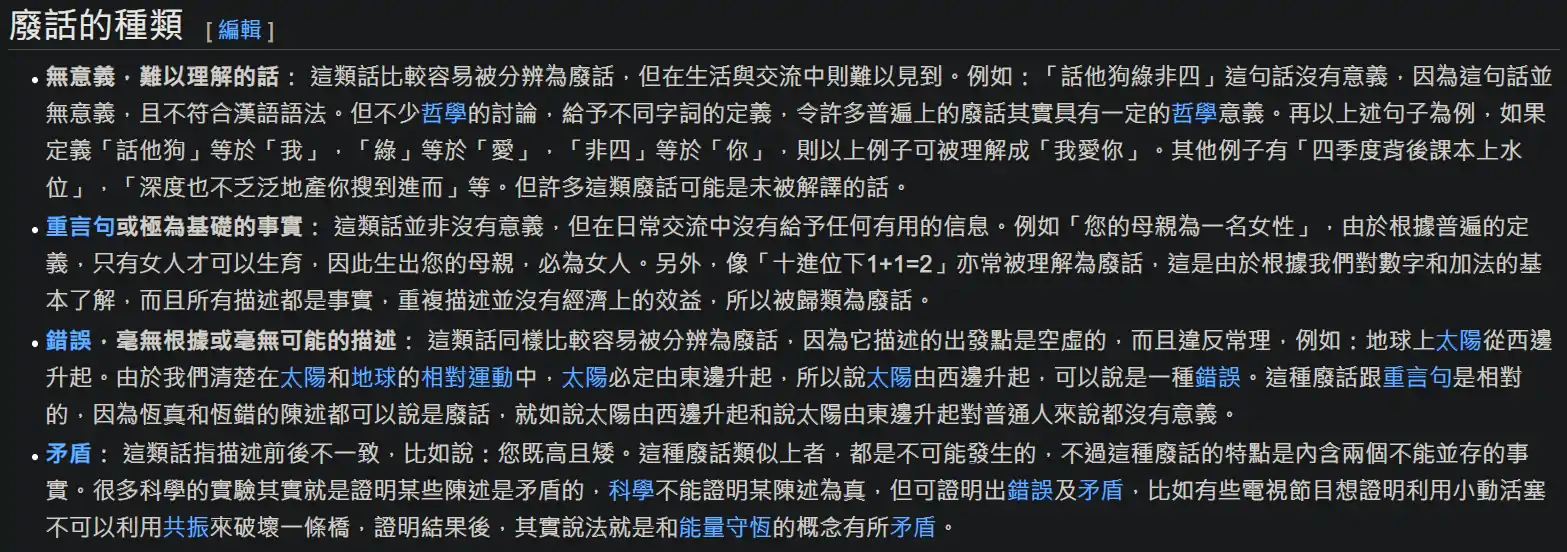 廢話的種類 [編輯]
• 無意義，難以理解的話： 這類話比較容易被分辨為廢話，但在生活與交流中則難以見到。例如：「話他狗綠非四」這句話沒有意義，因為這句話並
無意義，且不符合漢語語法。但不少哲學的討論，給予不同字詞的定義，令許多普遍上的廢話其實具有一定的哲學意義。再以上述句子為例，如果
定義「話他狗」等於「我」，「綠」等於「愛」，「非四」等於「你」，則以上例子可被理解成「我愛你」。其他例子有「四季度背後課本上水
位」，「深度也不乏泛地產你搜到進而」等。但許多這類廢話可能是未被解譯的話。
• 重言句或極為基礎的事實： 這類話並非沒有意義，但在日常交流中沒有給予任何有用的信息。例如「您的母親為一名女性」，由於根據普遍的定
義，只有女人才可以生育，因此生出您的母親，必為女人。另外，像「十進位下1+1=2」亦常被理解為廢話，這是由於根據我們對數字和加法的基
本了解，而且所有描述都是事實，重複描述並沒有經濟上的效益，所以被歸類為廢話。
• 錯誤，毫無根據或毫無可能的描述： 這類話同樣比較容易被分辨為廢話，因為它描述的出發點是空虛的，而且違反常理，例如：地球上太陽從西邊
升起。由於我們清楚在太陽和地球的相對運動中，太陽必定由東邊升起，所以說太陽由西邊升起，可以說是一種錯誤。這種廢話跟重言句是相對
的，因為恆真和恆錯的陳述都可以說是廢話，就如說太陽由西邊升起和說太陽由東邊升起對普通人來說都沒有意義。
• 矛盾： 這類話指描述前後不一致，比如說：您既高且矮。這種廢話類似上者，都是不可能發生的，不過這種廢話的特點是內含兩個不能並存的事
實。很多科學的實驗其實就是證明某些陳述是矛盾的，科學不能證明某陳述為真，但可證明出錯誤及矛盾，比如有些電視節目想證明利用小動活塞
不可以利用共振來破壞一條橋，證明結果後，其實說法就是和能量守恆的概念有所矛盾。